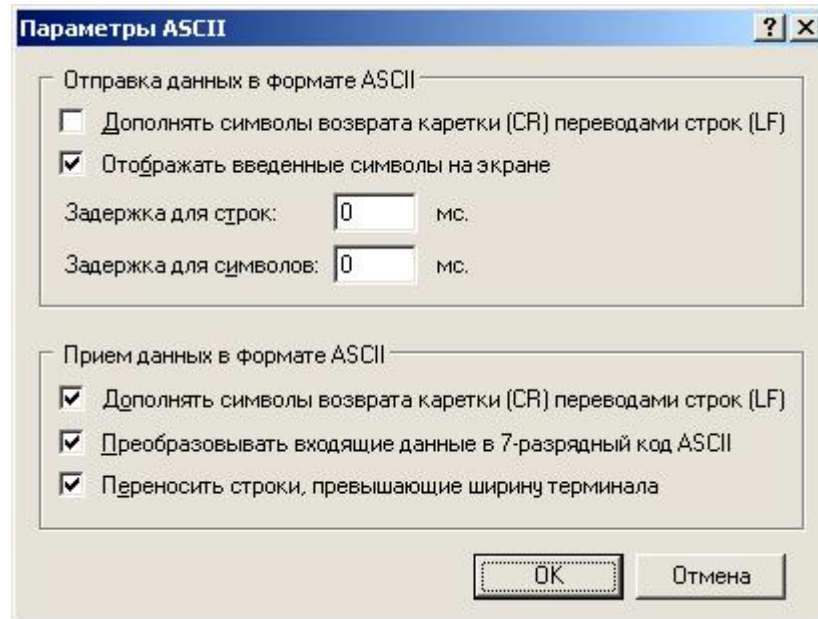 Параметры ASCII
Отправка данных в формате ASCII
Дополнять символы возврата каретки (CR) переводами строк (LF)
Отображать введенные символы на экране
Задержка для строк: 0 мс.
Задержка для символов: 0 мс.
Прием данных в формате ASCII
Дополнять символы возврата каретки (CR) переводами строк (LF)
Преобразовывать входящие данные в 7-разрядный код ASCII
Переносить строки, превышающие ширину терминала
OK Отмена